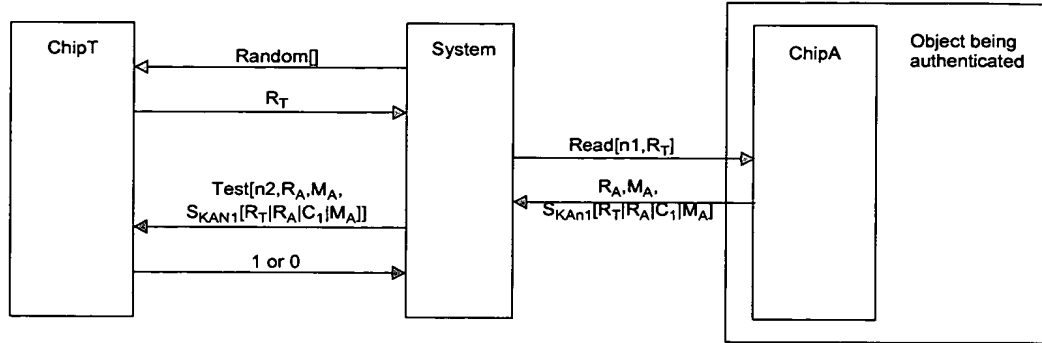 ChipT
System
ChipA
Object being
authenticated
Random[]
R_T
Read[n1,R_T]
R_A,M_A,
S_KAn1[R_T|R_A|C_1|M_A]
Test[n2,R_A,M_A,
S_KAN1[R_T|R_A|C_1|M_A]]
1 or 0